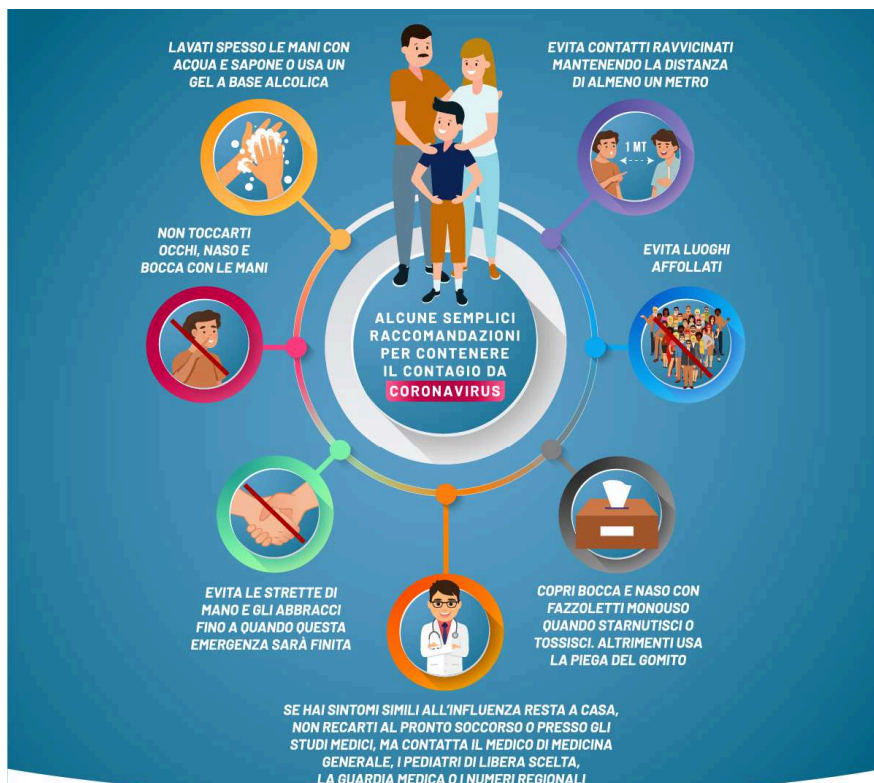 LAVATI SPESSO LE MANI CON
ACQUA E SAPONE O USA UN
GEL A BASE ALCOLICA
EVITA CONTATTI RAVVICINATI
MANTENENDO LA DISTANZA
DI ALMENO UN METRO
1 MT
NON TOCCARTI
OCCHI, NASO E
BOCCA CON LE MANI
EVITA LUOGHI
AFFOLLATI
ALCUNE SEMPLICI
RACCOMANDAZIONI
PER CONTENERE
IL CONTAGIO DA
CORONAVIRUS
EVITA LE STRETTE DI
MANO E GLI ABBRACCI
FINO A QUANDO QUESTA
EMERGENZA SARÀ FINITA
COPRI BOCCA E NASO CON
FAZZOLETTI MONOUSO
QUANDO STARNUTISCI O
TOSSISCI. ALTRIMENTI USA
LA PIEGA DEL GOMITO
SE HAI SINTOMI SIMILI ALL'INFLUENZA RESTA A CASA,
NON RECARTI AL PRONTO SOCCORSO O PRESSO GLI
STUDI MEDICI, MA CONTATTA IL MEDICO DI MEDICINA
GENERALE, I PEDIATRI DI LIBERA SCELTA,
LA GUARDIA MEDICA O I NUMERI REGIONALI